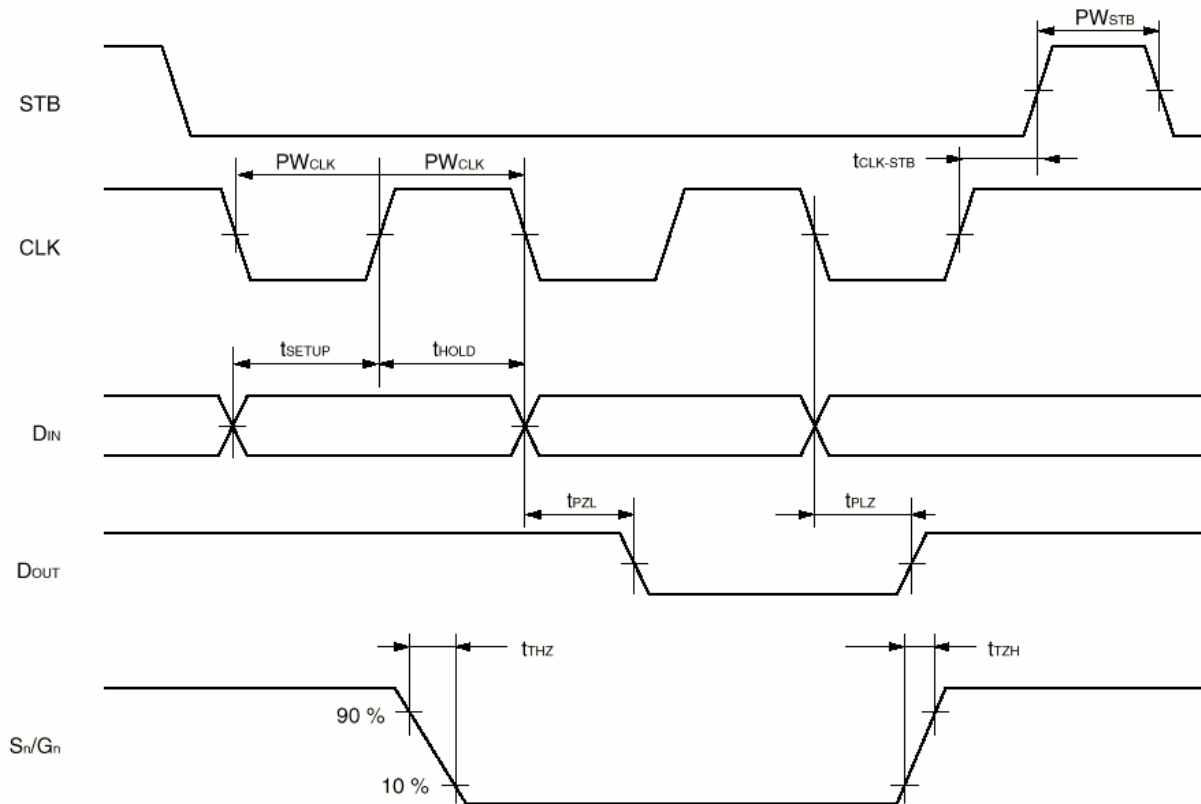 PWSTB
STB
tCLK-STB
PWCLK PWCLK
CLK
tSETUP tHOLD
DIN
tPZL tPLZ
DOUT
tTHZ tTZH
90 %
Sn/Gn
10 %